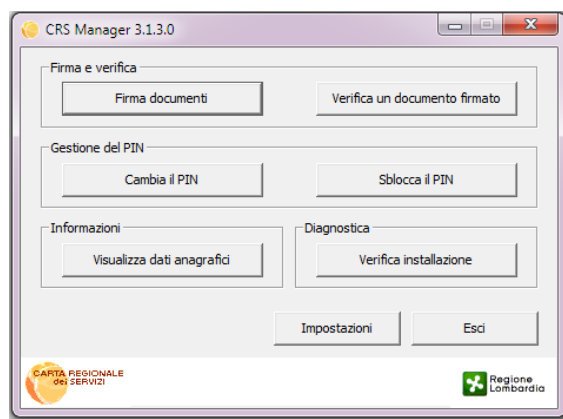 CRS Manager 3.1.3.0
Firma e verifica
Firma documenti
Verifica un documento firmato
Gestione del PIN
Cambia il PIN
Sblocca il PIN
Informazioni
Diagnostica
Visualizza dati anagrafici
Verifica installazione
Impostazioni
Esci
CARTA REGIONALE
dei SERVIZI
Regione
Lombardia